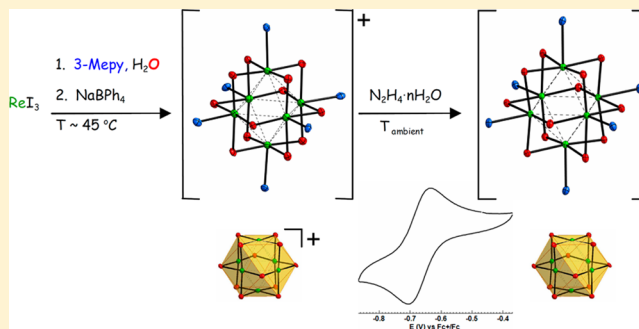 ReI₃
1. 3-Mepy, H₂O
2. NaBPh₄
T ~ 45 °C
+
N₂H₄·nH₂O
Tambient
+
-0.8 -0.7 -0.6 -0.5 -0.4
E (V) vs Fc+/Fc